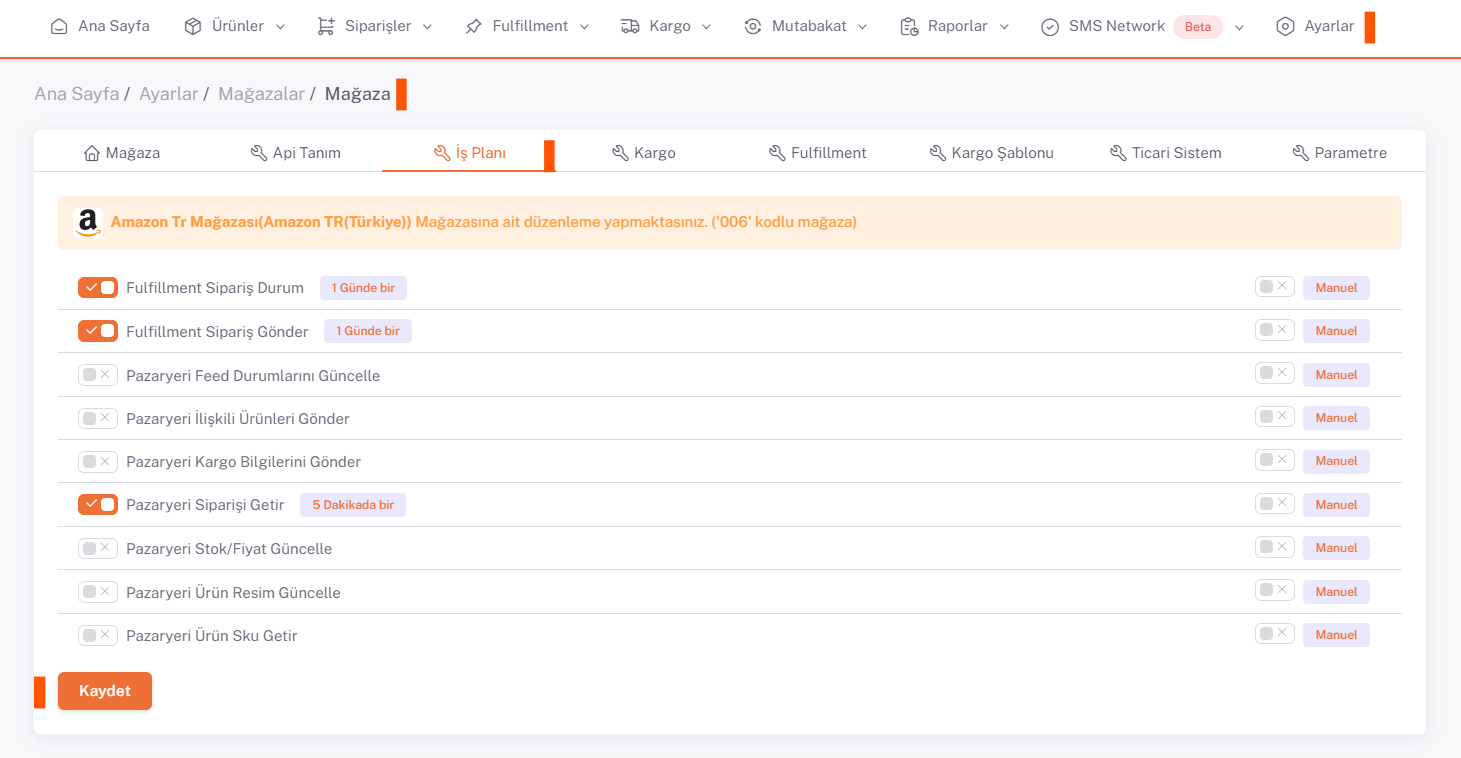 Ana Sayfa Ürünler Siparişler Fulfillment Kargo Mutabakat Raporlar SMS Network Beta Ayarlar
Ana Sayfa / Ayarlar / Mağazalar / Mağaza
Mağaza Api Tanım İş Planı Kargo Fulfillment Kargo Şablonu Ticari Sistem Parametre
Amazon Tr Mağazası(Amazon TR(Türkiye)) Mağazasına ait düzenleme yapmaktasınız. ('006' kodlu mağaza)
Fulfillment Sipariş Durum 1 Günde bir Manuel
Fulfillment Sipariş Gönder 1 Günde bir Manuel
Pazaryeri Feed Durumlarını Güncelle Manuel
Pazaryeri İlişkili Ürünleri Gönder Manuel
Pazaryeri Kargo Bilgilerini Gönder Manuel
Pazaryeri Siparişi Getir 5 Dakikada bir Manuel
Pazaryeri Stok/Fiyat Güncelle Manuel
Pazaryeri Ürün Resim Güncelle Manuel
Pazaryeri Ürün Sku Getir Manuel
Kaydet